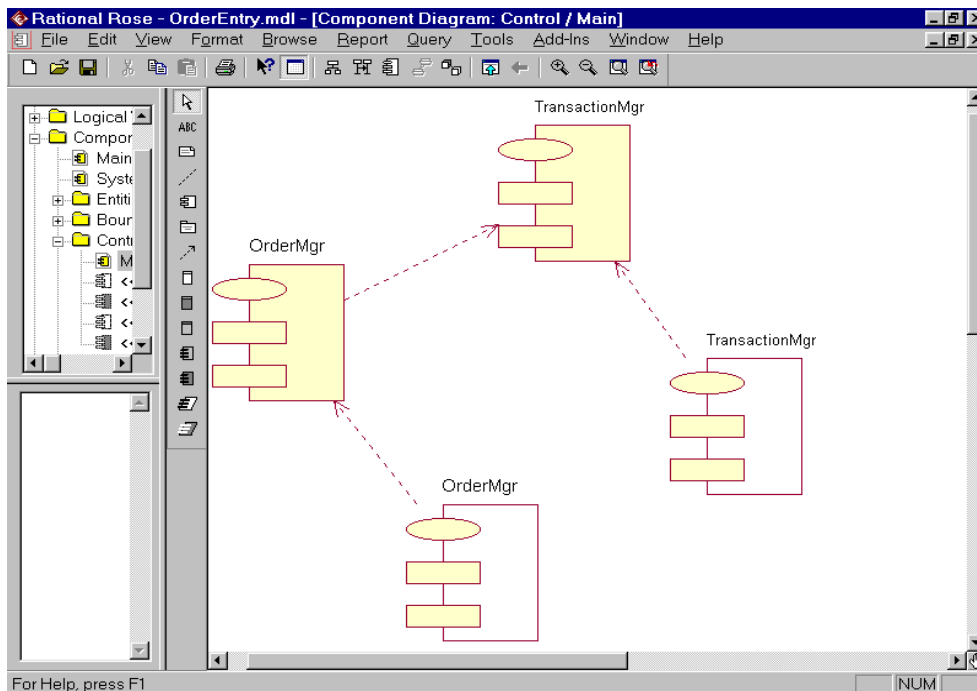 Rational Rose - OrderEntry.mdl - [Component Diagram: Control / Main]
File Edit View Format Browse Report Query Tools Add-Ins Window Help
ABC
Logical
Compor
Main
Syste
Entiti
Bour
Conti
M
<
<
<
<
TransactionMgr
OrderMgr
TransactionMgr
OrderMgr
For Help, press F1
NUM